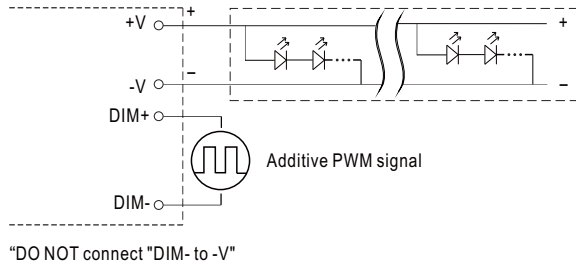 +V + +
-V – –
DIM+
Additive PWM signal
DIM-
“DO NOT connect "DIM- to -V"